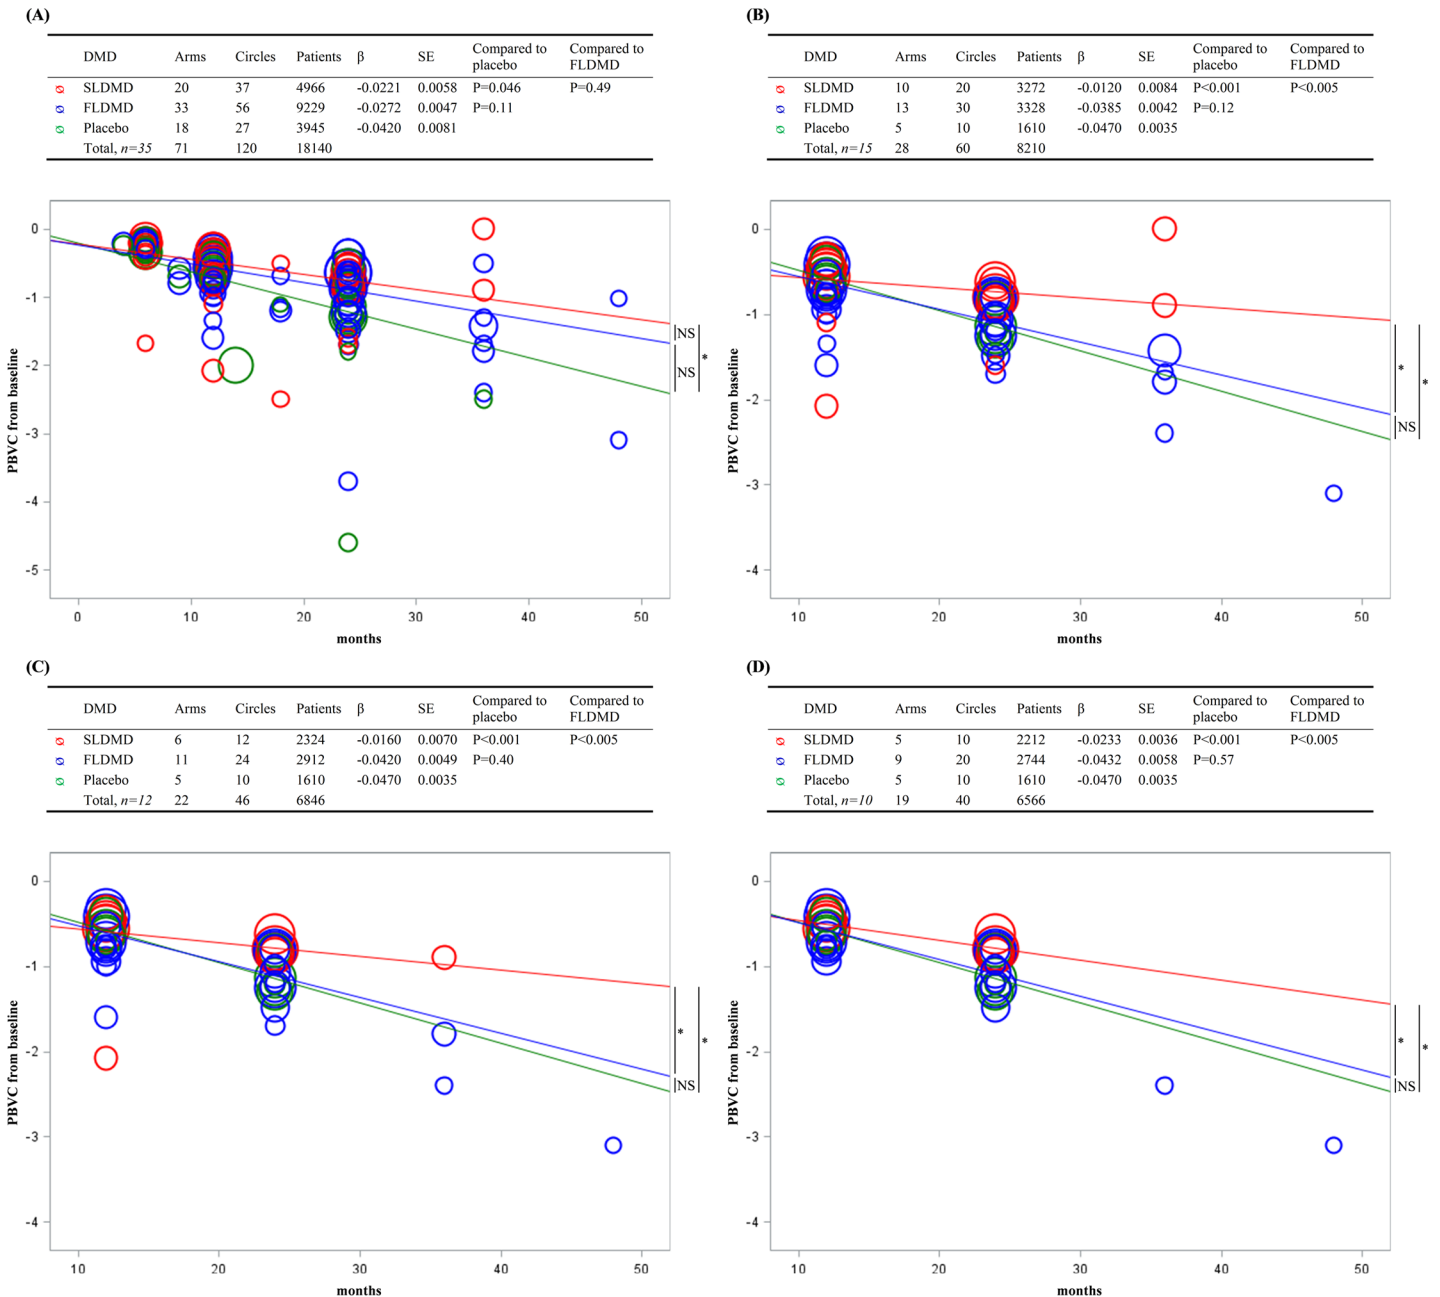 (A)
DMD Arms Circles Patients β SE Compared to placebo Compared to FLDMD
SLDMD 20 37 4966 -0.0221 0.0058 P=0.046 P=0.49
FLDMD 33 56 9229 -0.0272 0.0047 P=0.11
Placebo 18 27 3945 -0.0420 0.0081
Total, n=35 71 120 18140
PBVC from baseline
0
-1
-2
-3
-4
-5
NS
NS
*
0 10 20 30 40 50
months
(B)
DMD Arms Circles Patients β SE Compared to placebo Compared to FLDMD
SLDMD 10 20 3272 -0.0120 0.0084 P<0.001 P<0.005
FLDMD 13 30 3328 -0.0385 0.0042 P=0.12
Placebo 5 10 1610 -0.0470 0.0035
Total, n=15 28 60 8210
PBVC from baseline
0
-1
-2
-3
-4
*
NS
*
10 20 30 40 50
months
(C)
DMD Arms Circles Patients β SE Compared to placebo Compared to FLDMD
SLDMD 6 12 2324 -0.0160 0.0070 P<0.001 P<0.005
FLDMD 11 24 2912 -0.0420 0.0049 P=0.40
Placebo 5 10 1610 -0.0470 0.0035
Total, n=12 22 46 6846
PBVC from baseline
0
-1
-2
-3
-4
*
NS
*
10 20 30 40 50
months
(D)
DMD Arms Circles Patients β SE Compared to placebo Compared to FLDMD
SLDMD 5 10 2212 -0.0233 0.0036 P<0.001 P<0.005
FLDMD 9 20 2744 -0.0432 0.0058 P=0.57
Placebo 5 10 1610 -0.0470 0.0035
Total, n=10 19 40 6566
PBVC from baseline
0
-1
-2
-3
-4
*
NS
*
10 20 30 40 50
months